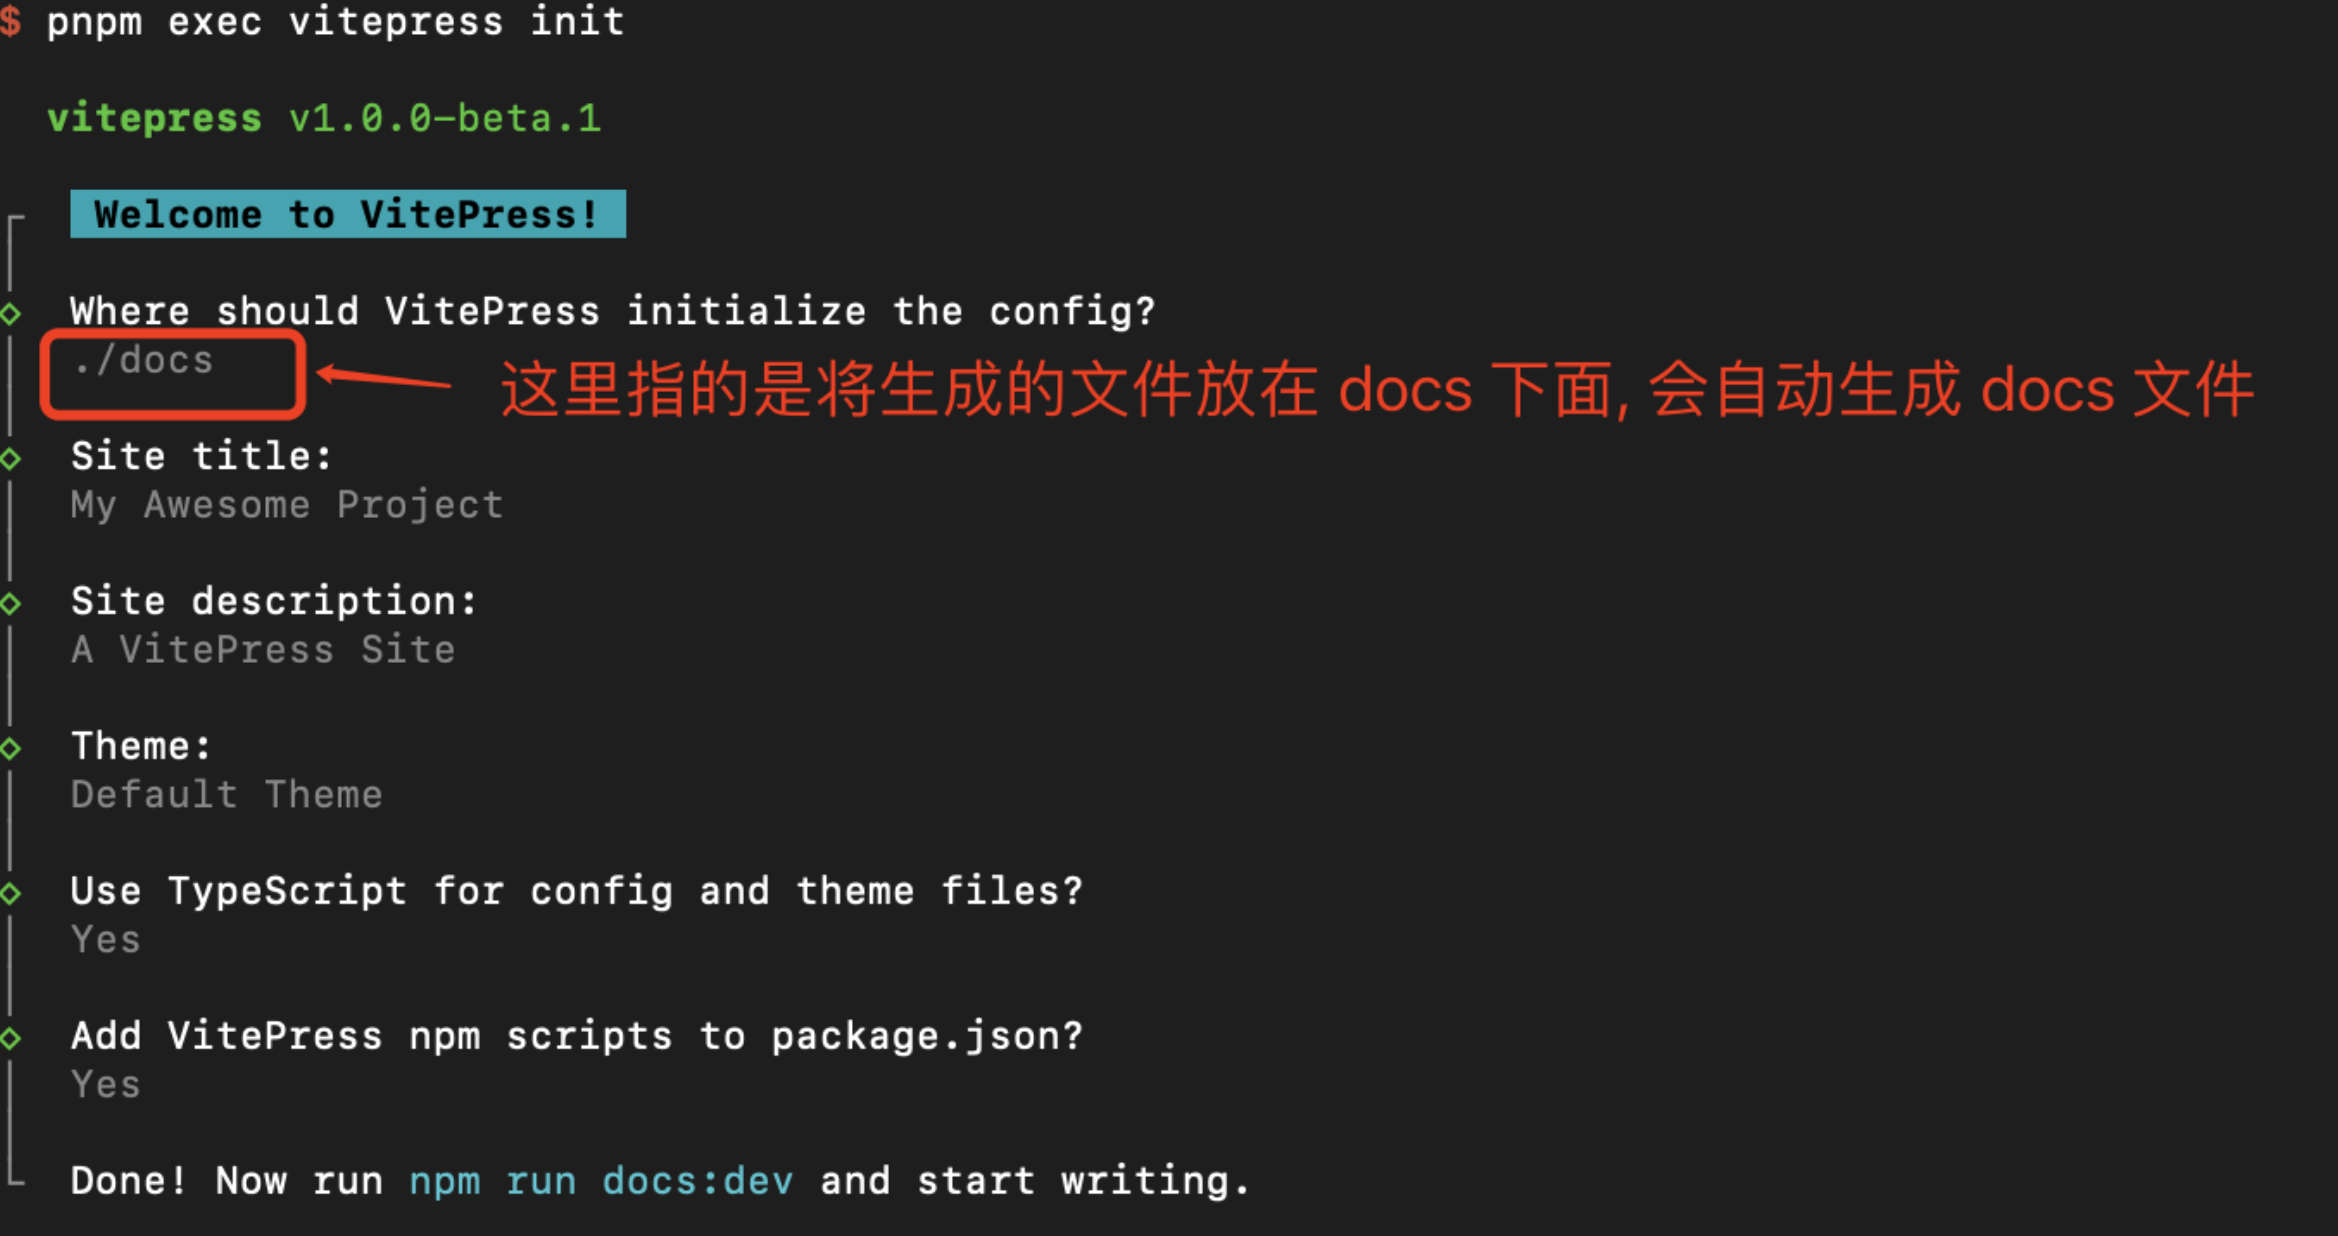 $ pnpm exec vitepress init
vitepress v1.0.0-beta.1
Welcome to VitePress!
Where should VitePress initialize the config?
./docs
这里指的是将生成的文件放在 docs 下面, 会自动生成 docs 文件
Site title:
My Awesome Project
Site description:
A VitePress Site
Theme:
Default Theme
Use TypeScript for config and theme files?
Yes
Add VitePress npm scripts to package.json?
Yes
Done! Now run npm run docs:dev and start writing.